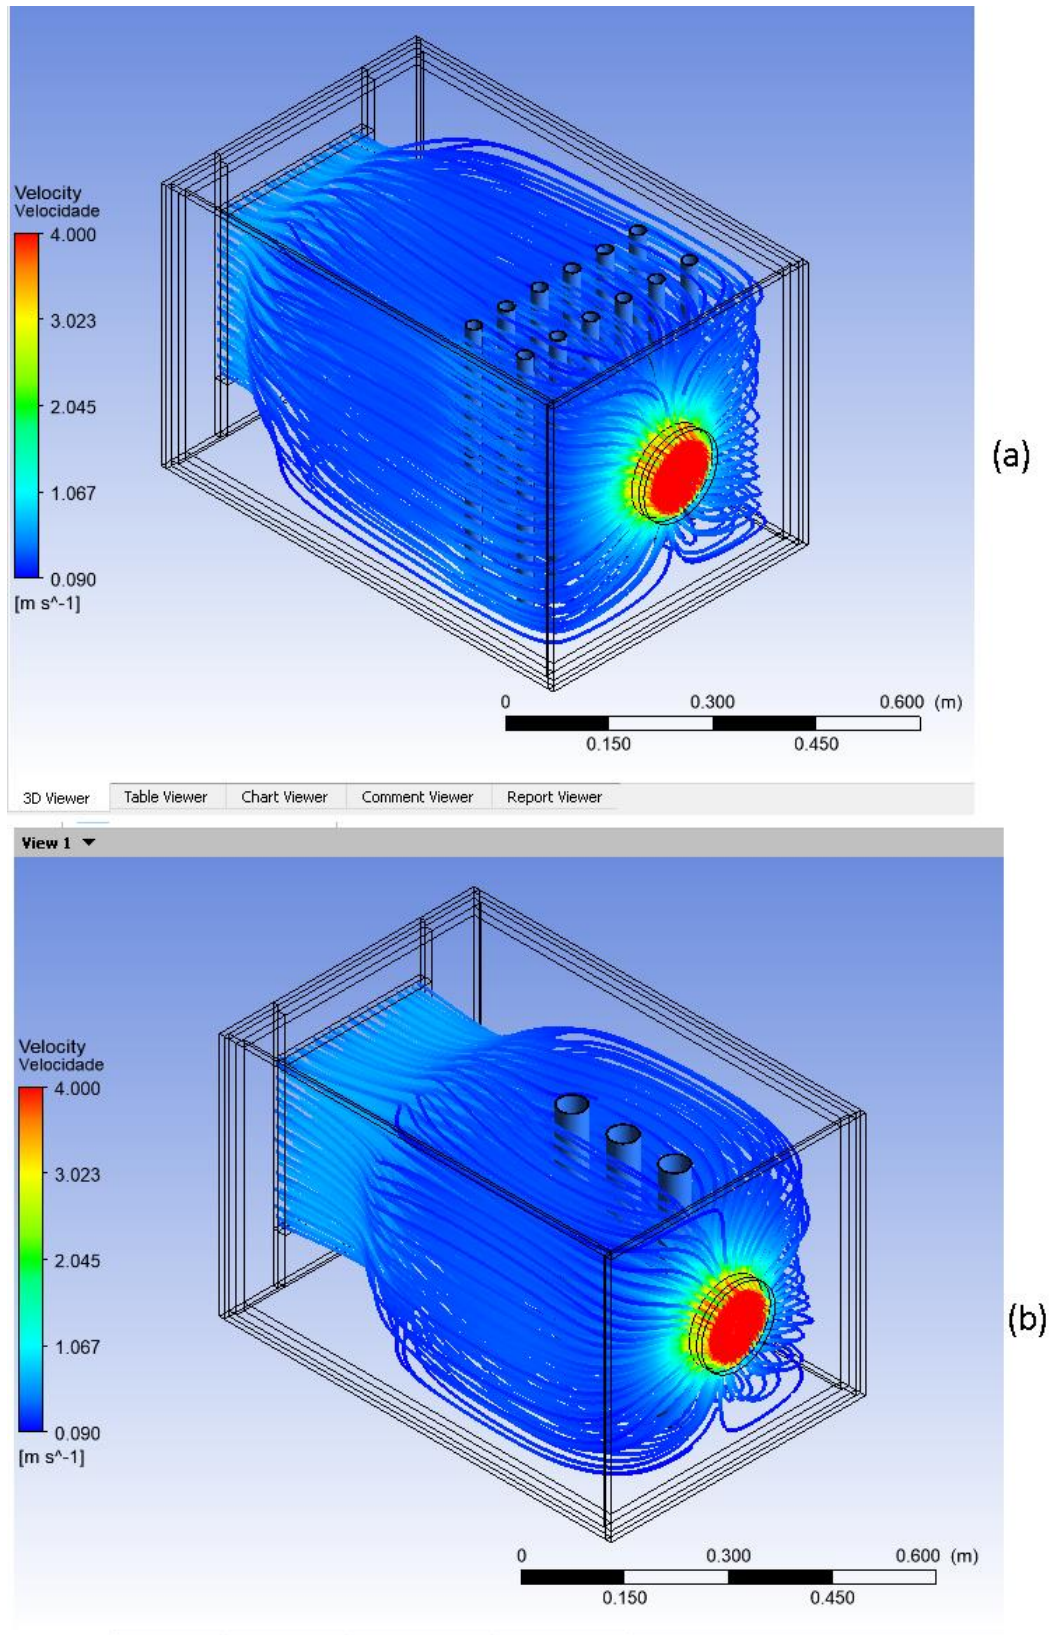 Velocity
Velocidade
4.000
3.023
2.045
1.067
0.090
[m s^-1]
(a)
0 0.300 0.600 (m)
0.150 0.450
3D Viewer Table Viewer Chart Viewer Comment Viewer Report Viewer
View 1
Velocity
Velocidade
4.000
3.023
2.045
1.067
0.090
[m s^-1]
(b)
0 0.300 0.600 (m)
0.150 0.450